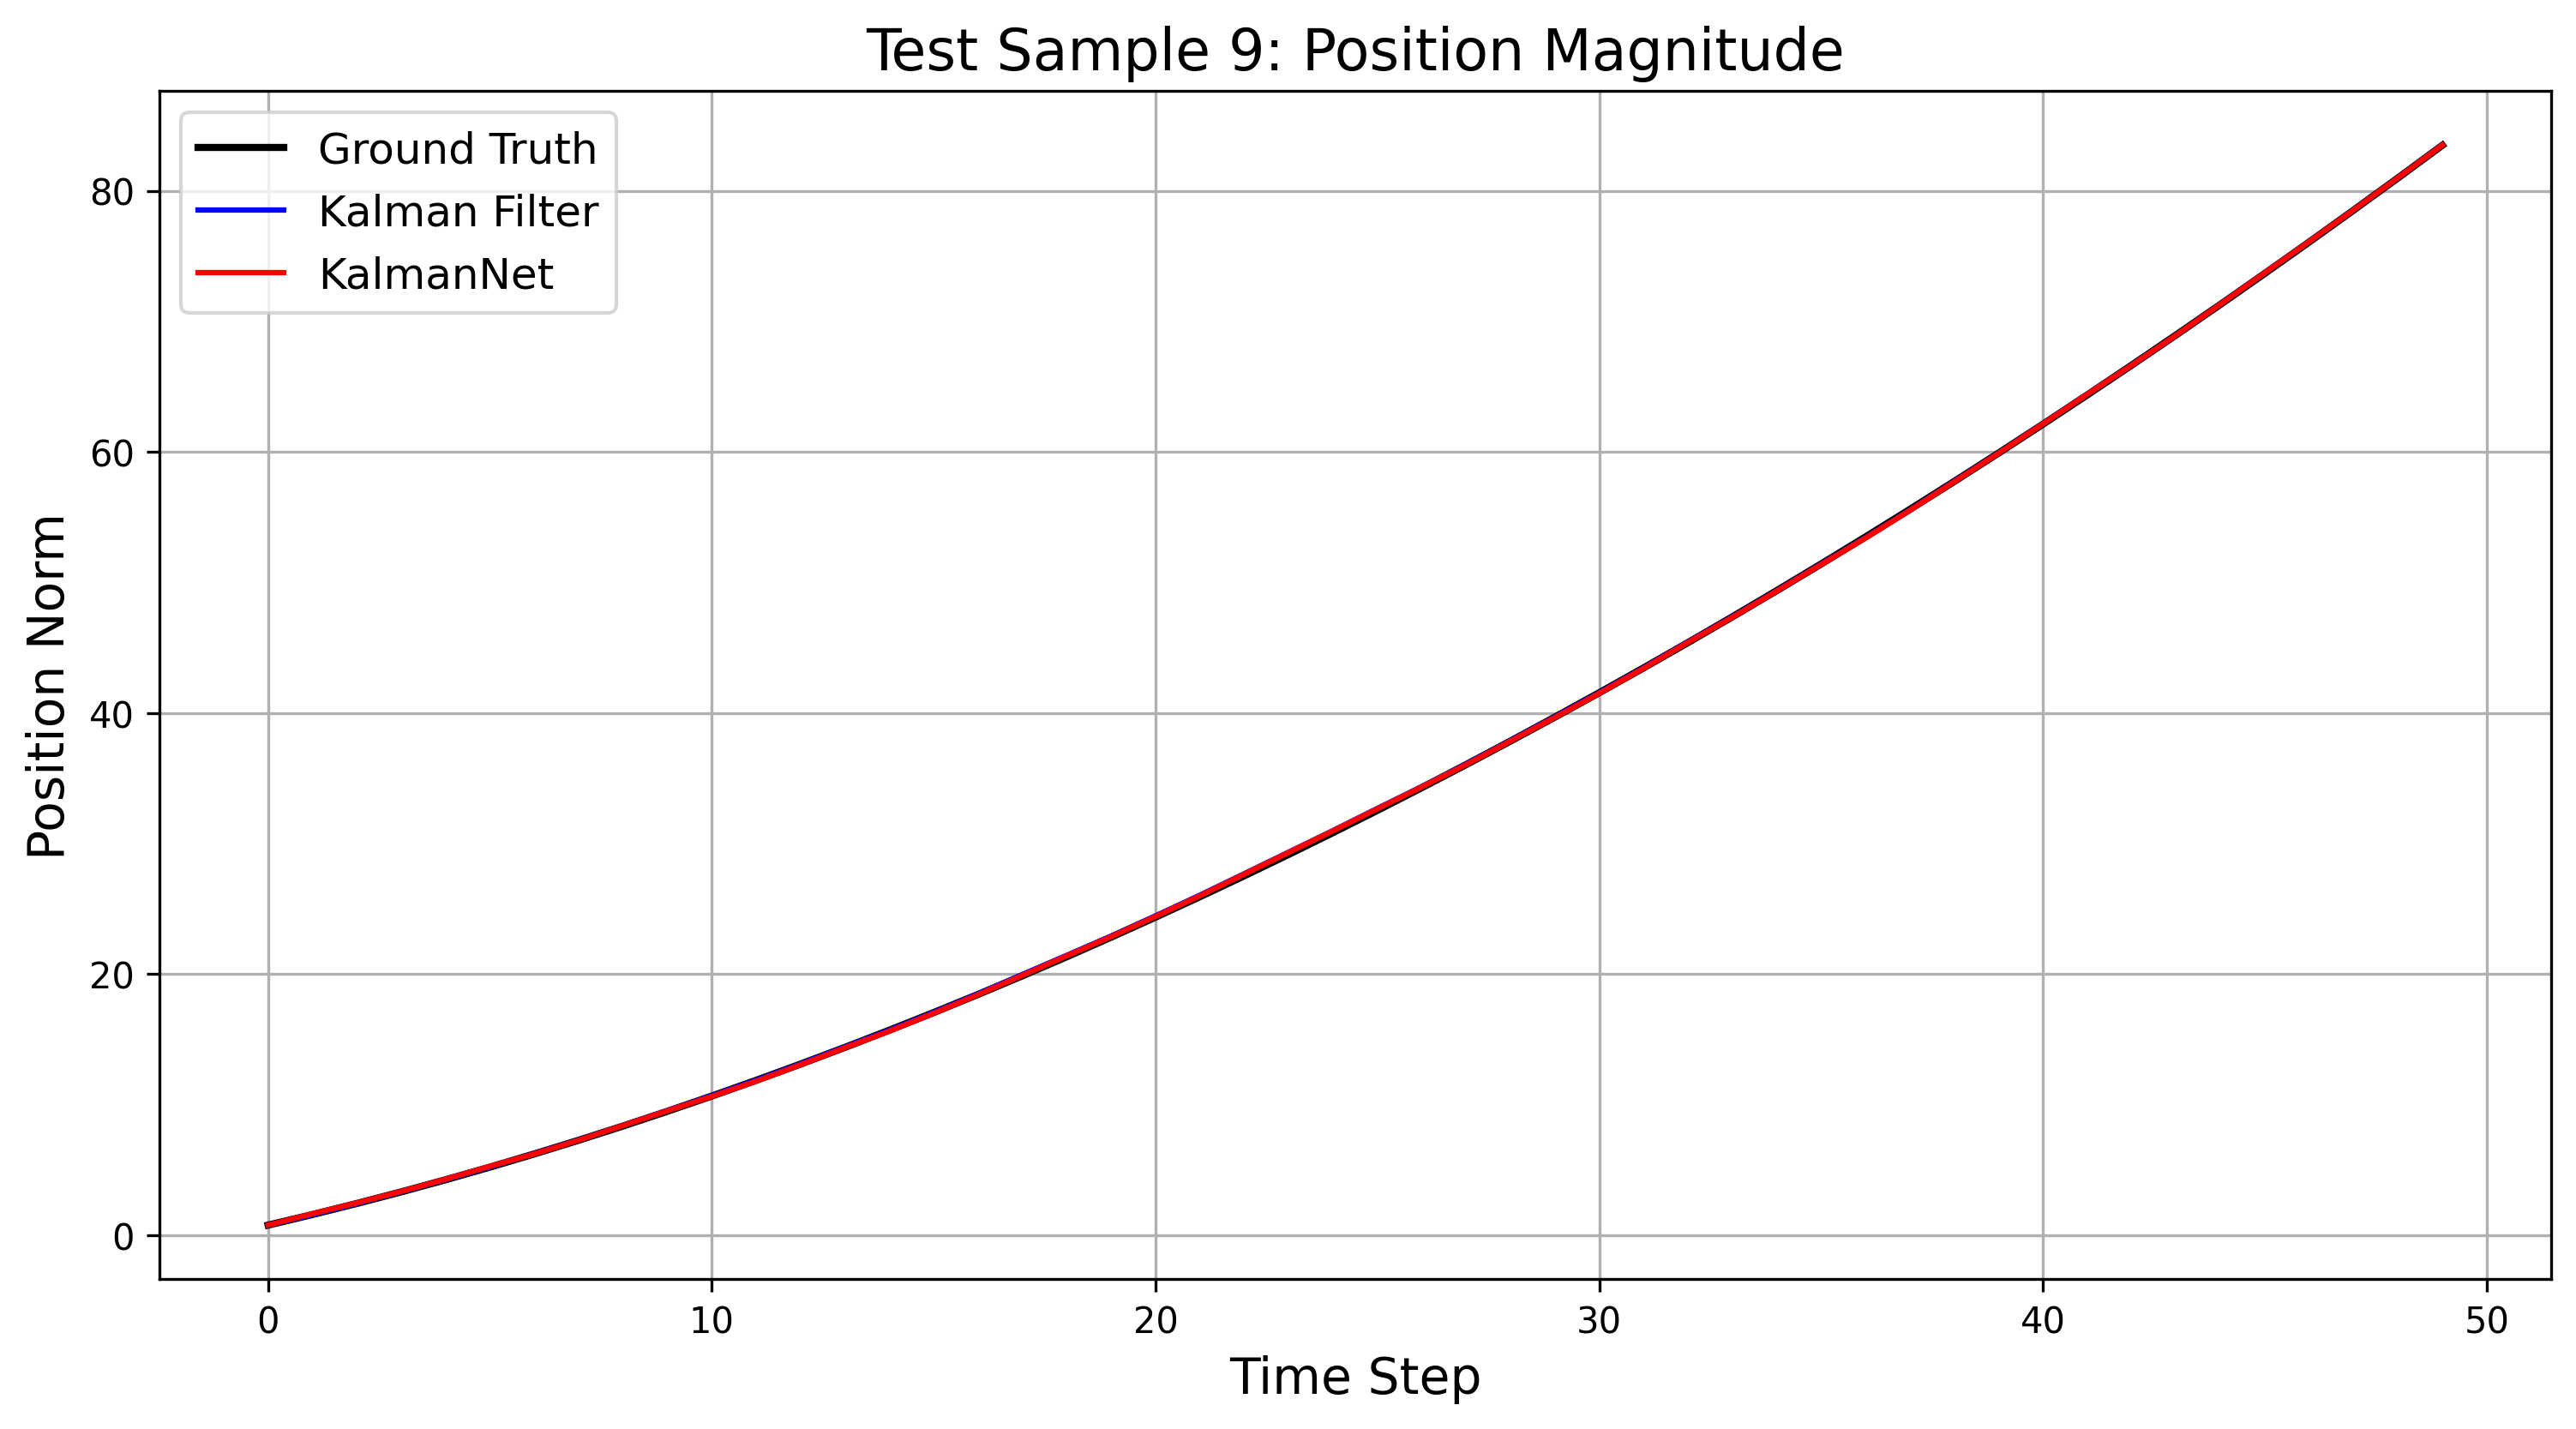 Test Sample 9: Position Magnitude
Ground Truth
Kalman Filter
KalmanNet
80
60
40
20
0
Position Norm
0 10 20 30 40 50
Time Step